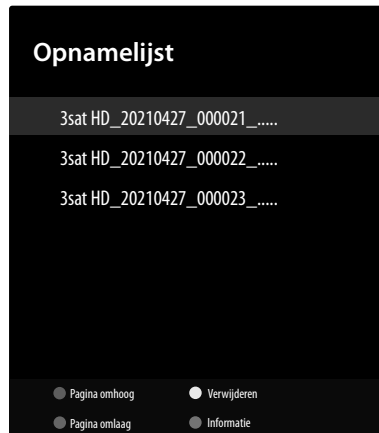 Opnamelijst
3sat HD_20210427_000021_.....
3sat HD_20210427_000022_.....
3sat HD_20210427_000023_.....
Pagina omhoog Verwijderen
Pagina omlaag Informatie